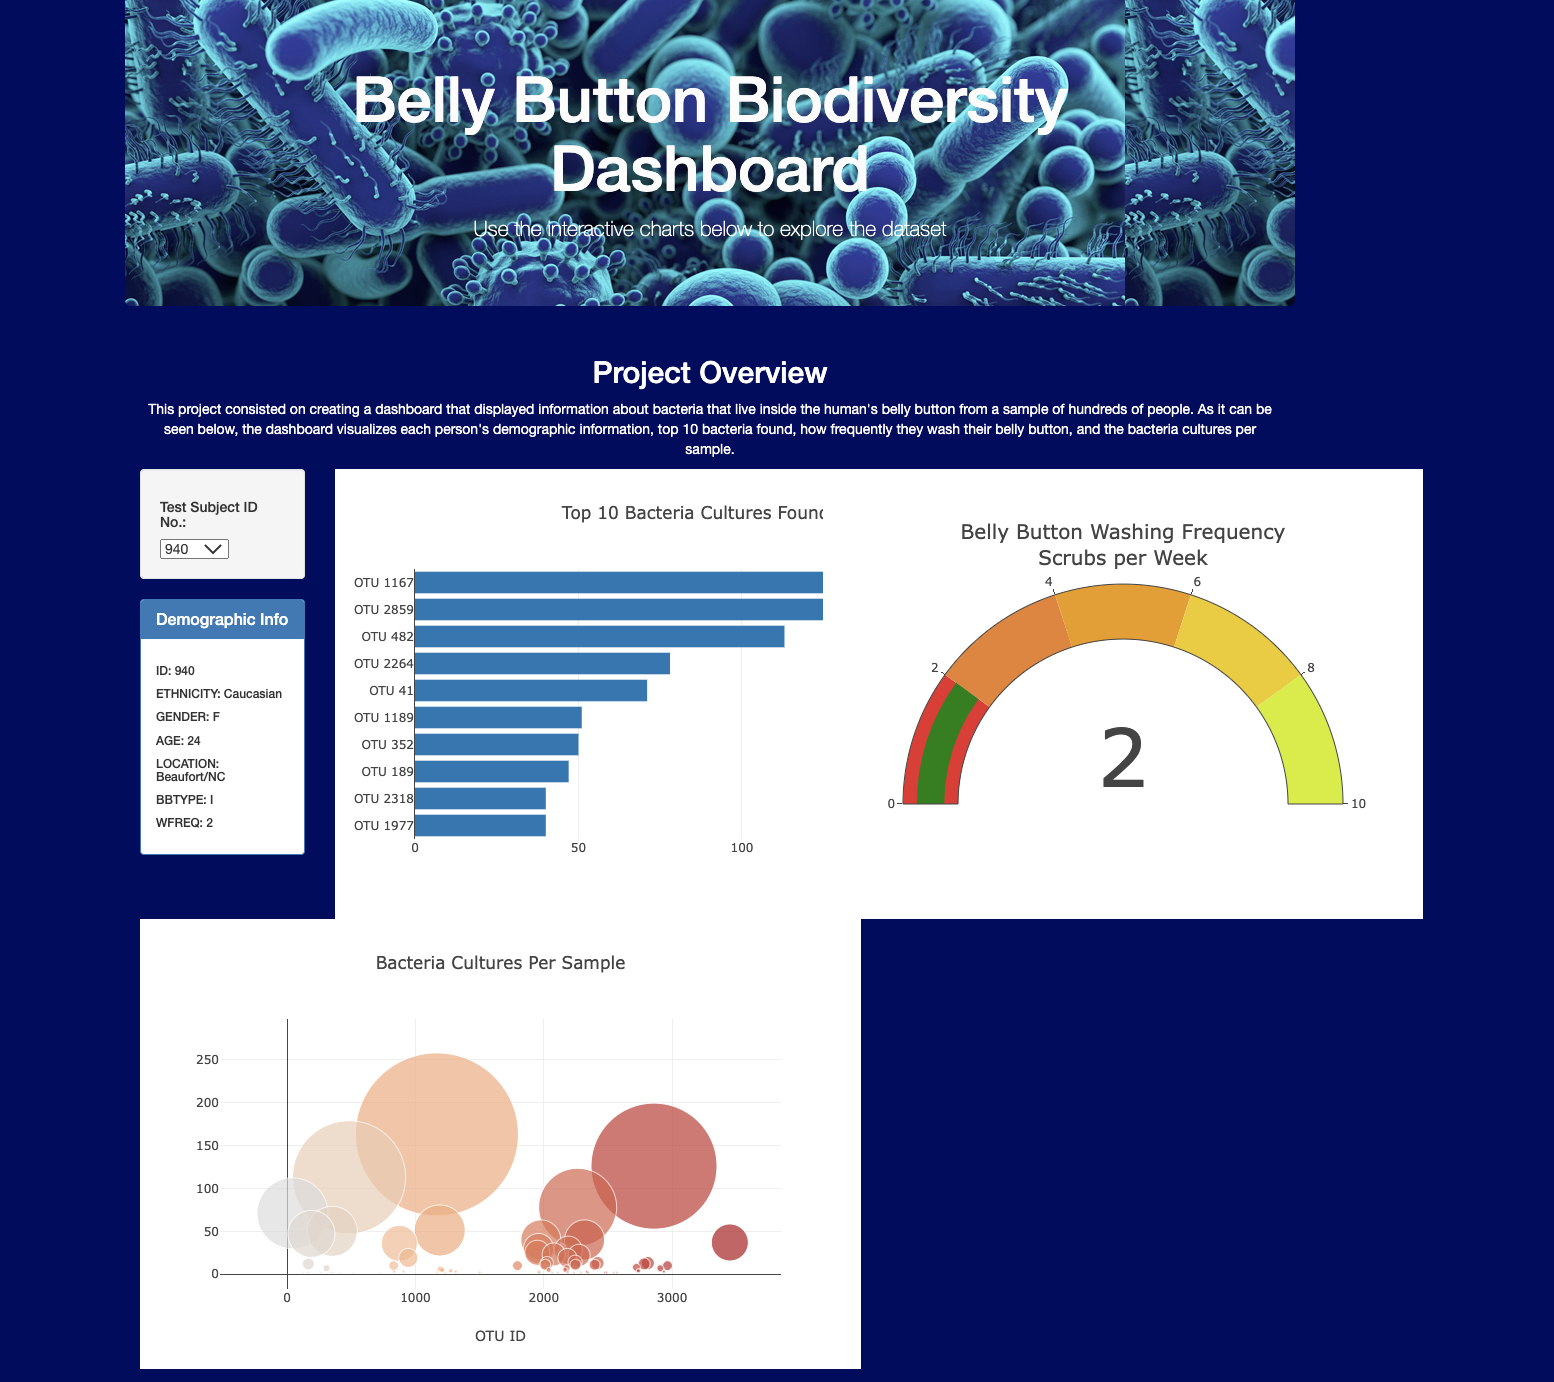 Belly Button Biodiversity
Dashboard
Use the interactive charts below to explore the dataset
Project Overview
This project consisted on creating a dashboard that displayed information about bacteria that live inside the human's belly button from a sample of hundreds of people. As it can be
seen below, the dashboard visualizes each person's demographic information, top 10 bacteria found, how frequently they wash their belly button, and the bacteria cultures per
sample.
Test Subject ID
No.:
940
Demographic Info
ID: 940
ETHNICITY: Caucasian
GENDER: F
AGE: 24
LOCATION:
Beaufort/NC
BBTYPE: I
WFREQ: 2
Top 10 Bacteria Cultures Found
OTU 1167
OTU 2859
OTU 482
OTU 2264
OTU 41
OTU 1189
OTU 352
OTU 189
OTU 2318
OTU 1977
0 50 100
Belly Button Washing Frequency
Scrubs per Week
4 6
2 8
2
0 10
Bacteria Cultures Per Sample
250
200
150
100
50
0
0 1000 2000 3000
OTU ID